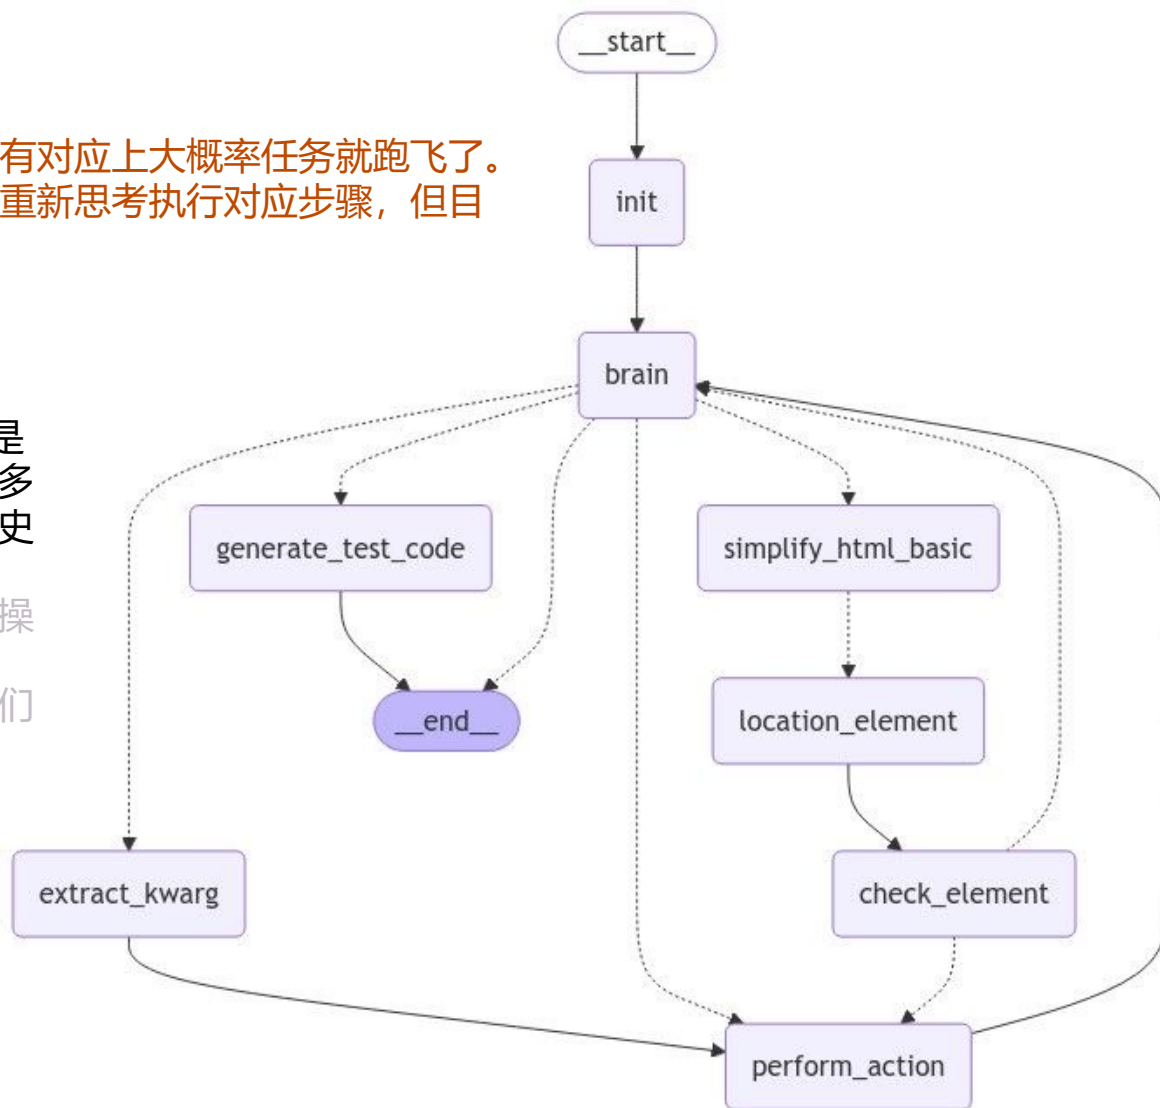 __start__
有对应上大概率任务就跑飞了。
重新思考执行对应步骤，但目
init
brain
是
多
史
generate_test_code
simplify_html_basic
操
们
__end__
location_element
extract_kwarg
check_element
perform_action